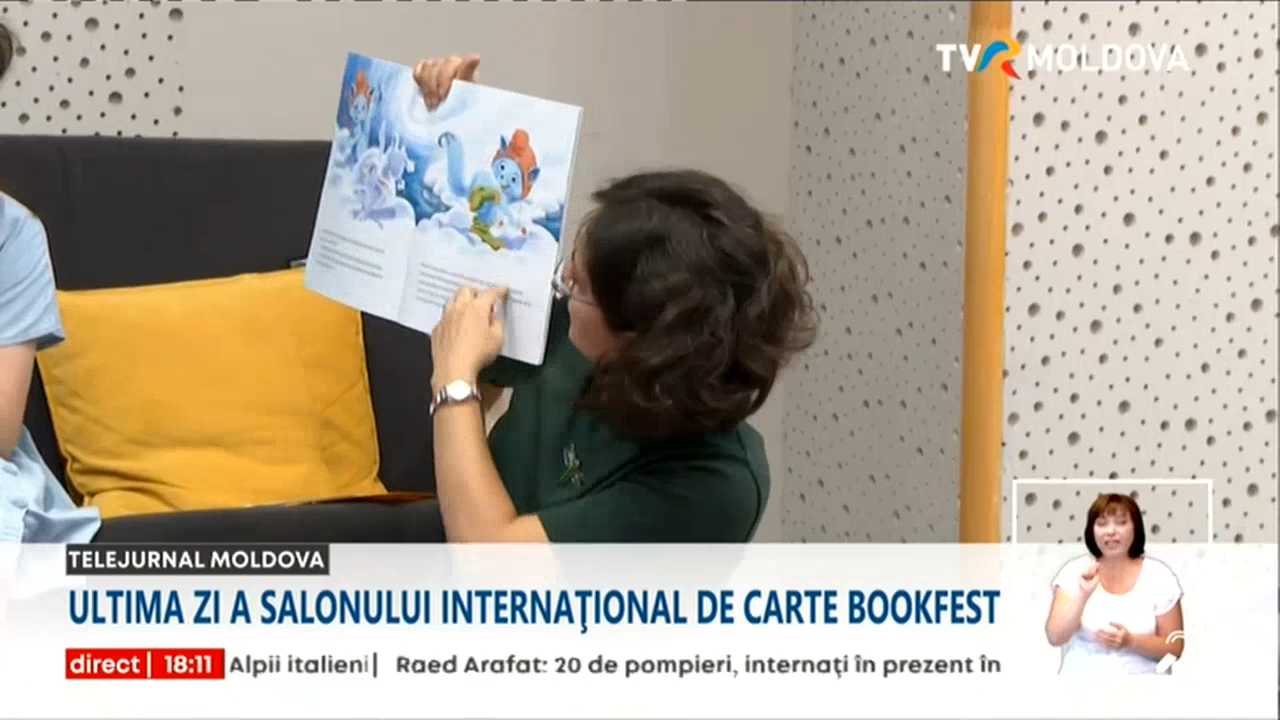 TVR MOLDOVA
TELEJURNAL MOLDOVA
ULTIMA ZI A SALONULUI INTERNAŢIONAL DE CARTE BOOKFEST
direct| 18:11 Alpii italieni| Raed Arafat: 20 de pompieri, internaţi în prezent în